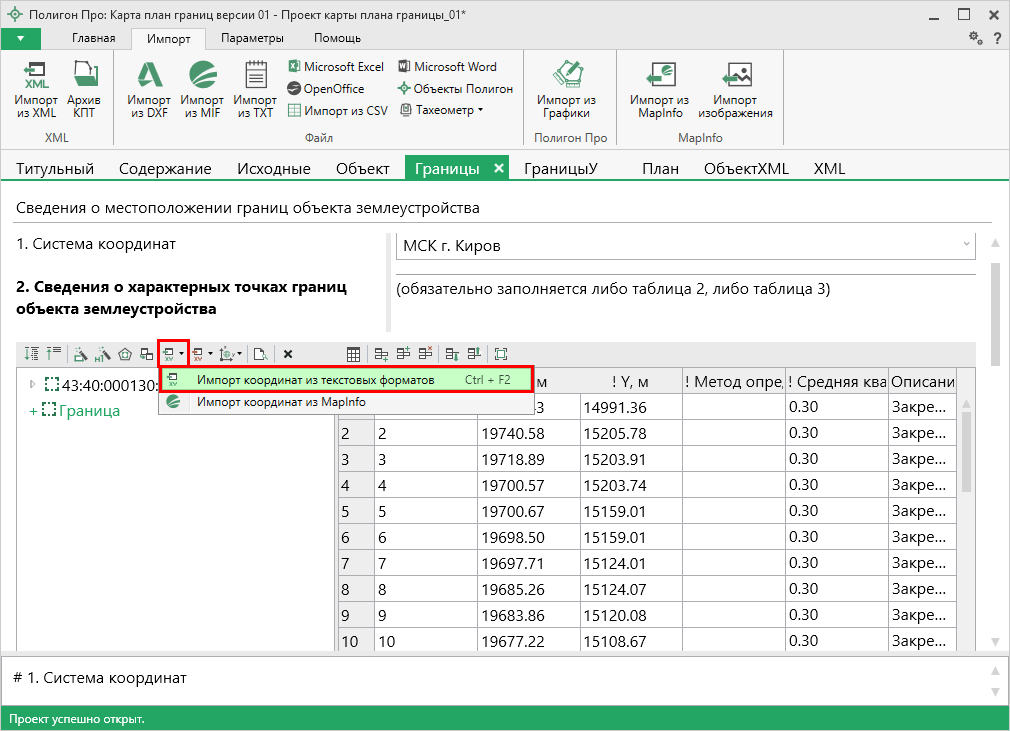 Полигон Про: Карта план границ версии 01 - Проект карты плана границы_01*
Главная Импорт Параметры Помощь
?
XML
Импорт из XML
Архив КПТ
XML
Импорт из DXF
Импорт из MIF
Импорт из TXT
Microsoft Excel
OpenOffice
Импорт из CSV
Microsoft Word
Объекты Полигон
Тахеометр
Файл
Импорт из Графики
Полигон Про
Импорт из MapInfo
Импорт изображения
MapInfo
Титульный Содержание Исходные Объект Границы ГраницыУ План ОбъектXML XML
Сведения о местоположении границ объекта землеустройства
1. Система координат
МСК г. Киров
2. Сведения о характерных точках границ
объекта землеустройства
(обязательно заполняется либо таблица 2, либо таблица 3)
Импорт координат из текстовых форматов Ctrl + F2
Импорт координат из MapInfo
43:40:000130:
+ Граница
м ! Y, м ! Метод опре, ! Средняя ква Описани
3 14991.36 0.30 Закре...
2 2 19740.58 15205.78 0.30 Закре...
3 3 19718.89 15203.91 0.30 Закре...
4 4 19700.57 15203.74 0.30 Закре...
5 5 19700.67 15159.01 0.30 Закре...
6 6 19698.50 15159.01 0.30 Закре...
7 7 19697.71 15124.01 0.30 Закре...
8 8 19685.26 15124.07 0.30 Закре...
9 9 19683.86 15120.08 0.30 Закре...
10 10 19677.22 15108.67 0.30 Закре...
# 1. Система координат
Проект успешно открыт.